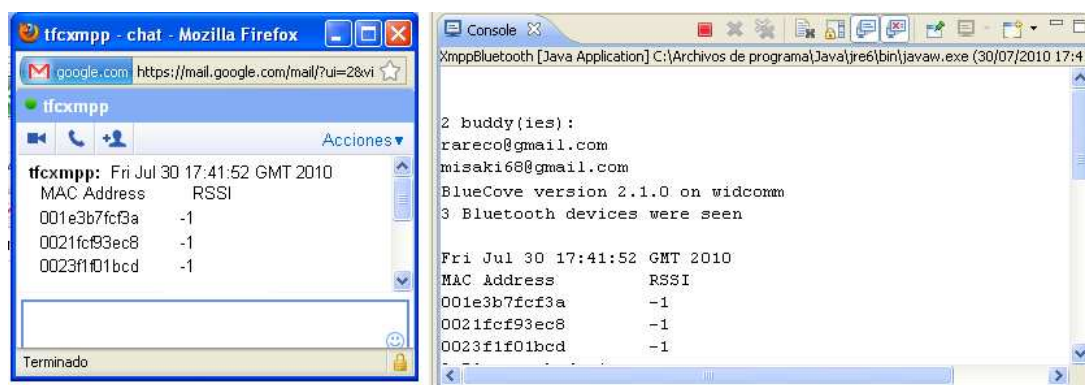 tfcxmpp - chat - Mozilla Firefox
google.com https://mail.google.com/mail/?ui=2&vi
tfcxmpp
Acciones▾
tfcxmpp: Fri Jul 30 17:41:52 GMT 2010
MAC Address RSSI
001e3b7fcf3a -1
0021fcf93ec8 -1
0023f1f01bcd -1
Terminado
Console
XmppBluetooth [Java Application] C:\Archivos de programa\Java\jre6\bin\javaw.exe (30/07/2010 17:4
2 buddy(ies):
rareco@gmail.com
misaki68@gmail.com
BlueCove version 2.1.0 on widcomm
3 Bluetooth devices were seen
Fri Jul 30 17:41:52 GMT 2010
MAC Address RSSI
001e3b7fcf3a -1
0021fcf93ec8 -1
0023f1f01bcd -1